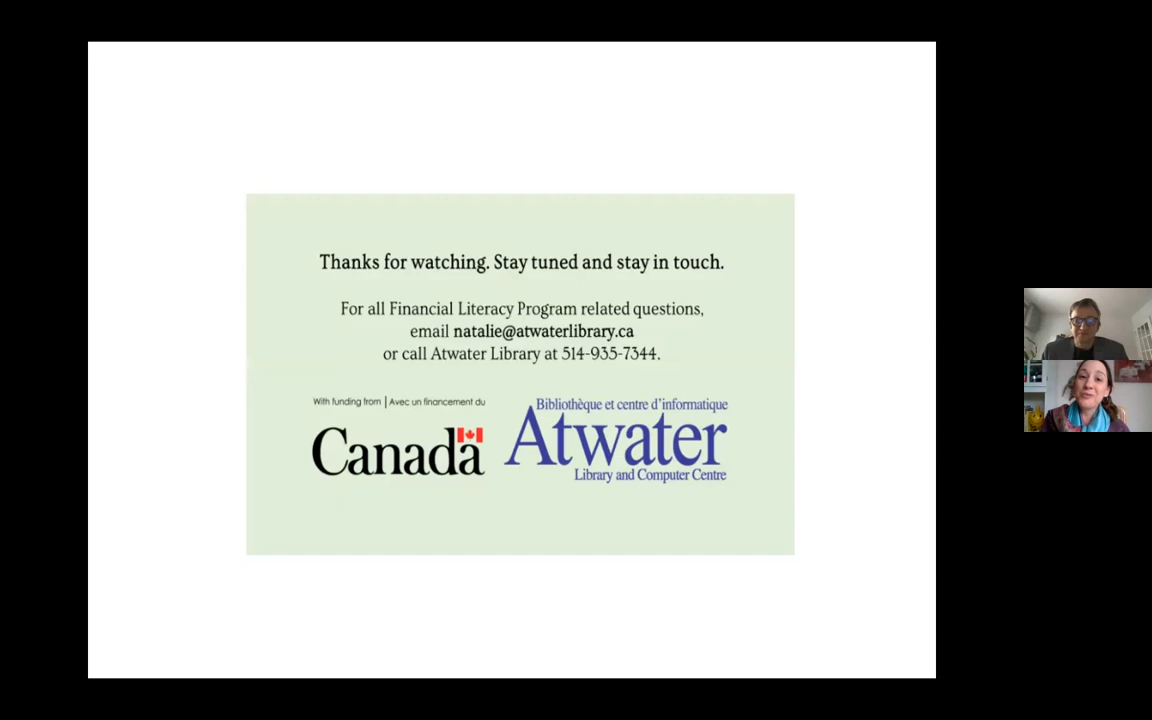 Thanks for watching. Stay tuned and stay in touch.
For all Financial Literacy Program related questions,
email natalie@atwaterlibrary.ca
or call Atwater Library at 514-935-7344.
With funding from | Avec un financement du
Canada
Bibliothèque et centre d'informatique
Atwater
Library and Computer Centre